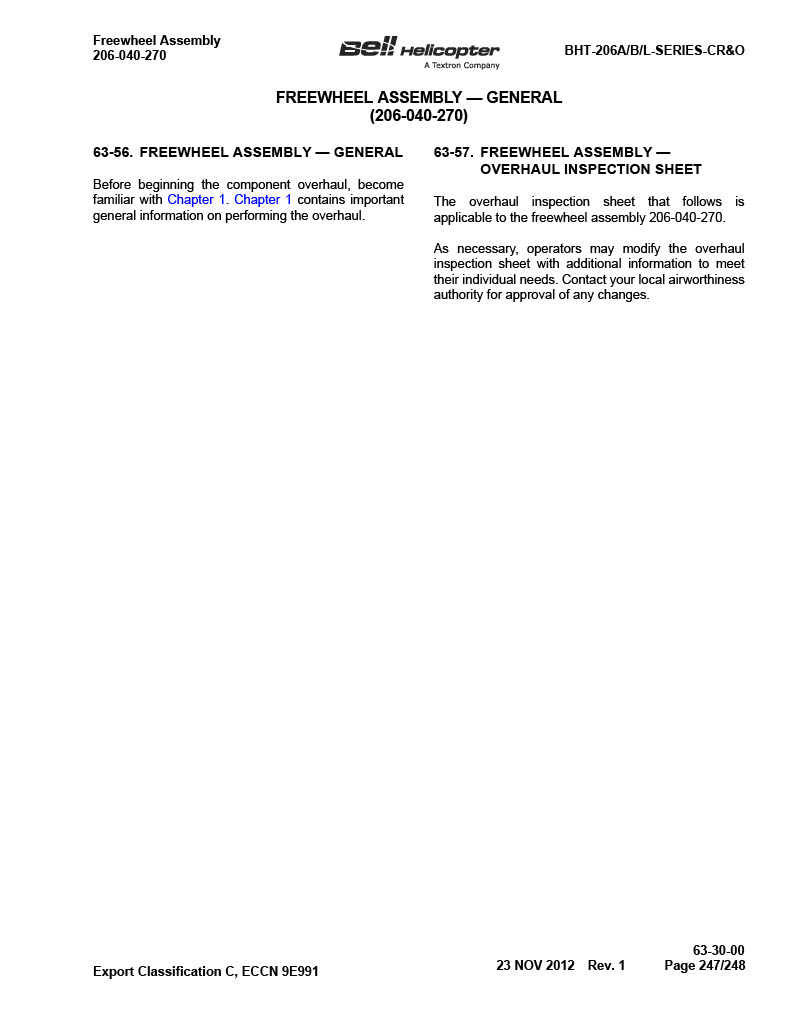 Freewheel Assembly
206-040-270
Bell Helicopter
A Textron Company
BHT-206A/B/L-SERIES-CR&O
FREEWHEEL ASSEMBLY — GENERAL
(206-040-270)
63-56. FREEWHEEL ASSEMBLY — GENERAL
Before beginning the component overhaul, become
familiar with Chapter 1. Chapter 1 contains important
general information on performing the overhaul.
63-57. FREEWHEEL ASSEMBLY —
OVERHAUL INSPECTION SHEET
The overhaul inspection sheet that follows is
applicable to the freewheel assembly 206-040-270.
As necessary, operators may modify the overhaul
inspection sheet with additional information to meet
their individual needs. Contact your local airworthiness
authority for approval of any changes.
63-30-00
Export Classification C, ECCN 9E991
23 NOV 2012 Rev. 1 Page 247/248